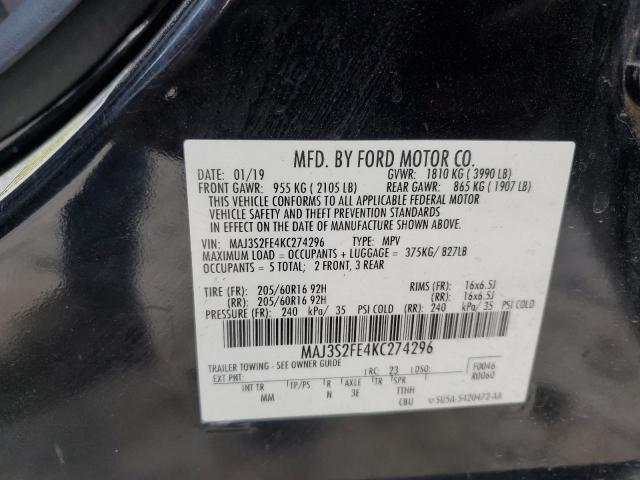 MFD. BY FORD MOTOR CO.
DATE: 01/19 GVWR: 1810 KG ( 3990 LB)
FRONT GAWR: 955 KG ( 2105 LB) REAR GAWR: 865 KG ( 1907 LB)
THIS VEHICLE CONFORMS TO ALL APPLICABLE FEDERAL MOTOR
VEHICLE SAFETY AND THEFT PREVENTION STANDARDS
IN EFFECT ON THE DATE OF MANUFACTURE SHOWN ABOVE.
VIN: MAJ3S2FE4KC274296 TYPE: MPV
MAXIMUM LOAD = OCCUPANTS + LUGGAGE = 375KG/ 827LB
OCCUPANTS = 5 TOTAL; 2 FRONT, 3 REAR
TIRE (FR): 205/60R16 92H RIMS (FR): 16x6.5J
(RR): 205/60R16 92H (RR): 16x6.5J
PRESSURE (FR): 240 kPa/ 35 PSI COLD (RR): 240 kPa/ 35 PSI COLD
MAJ3S2FE4KC274296
TRAILER TOWING - SEE OWNER GUIDE
EXT PNT: RC: 23 DSO: F0046
R0060
INT TR TP/PS R AXLE TR SPR
MM N 3E TTNH
CBU 5U5A-5420472-AA